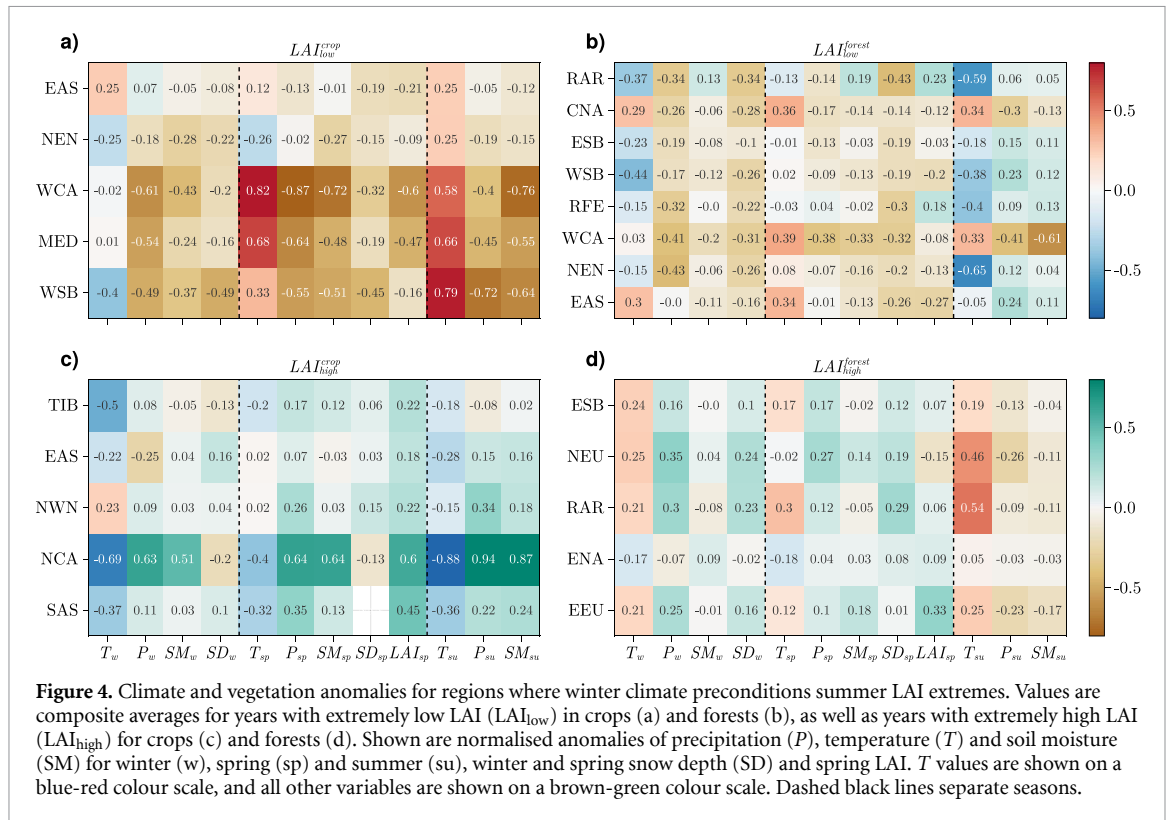 a) LAI_low^crop
EAS 0.25 0.07 -0.05 -0.08 0.12 -0.13 -0.01 -0.19 -0.21 0.25 -0.05 -0.12
NEN -0.25 -0.18 -0.28 -0.22 -0.26 -0.02 -0.27 -0.15 -0.09 0.25 -0.19 -0.15
WCA -0.02 -0.61 -0.43 -0.2 0.82 -0.87 -0.72 -0.32 -0.6 0.58 -0.4 -0.76
MED 0.01 -0.54 -0.24 -0.16 0.68 -0.64 -0.48 -0.19 -0.47 0.66 -0.45 -0.55
WSB -0.4 -0.49 -0.37 -0.49 0.33 -0.55 -0.51 -0.45 -0.16 0.79 -0.72 -0.64
b) LAI_low^forest
RAR -0.37 -0.34 0.13 -0.34 -0.13 -0.14 0.19 -0.43 0.23 -0.59 0.06 0.05
CNA 0.29 -0.26 -0.06 -0.28 0.36 -0.17 -0.14 -0.14 -0.12 0.34 -0.3 -0.13
ESB -0.23 -0.19 -0.08 -0.1 -0.01 -0.13 -0.03 -0.19 -0.03 -0.18 0.15 0.11
WSB -0.44 -0.17 -0.12 -0.26 0.02 -0.09 -0.13 -0.19 -0.2 -0.38 0.23 0.12
RFE -0.15 -0.32 -0.0 -0.22 -0.03 0.04 -0.02 -0.3 0.18 -0.4 0.09 0.13
WCA 0.03 -0.41 -0.2 -0.31 0.39 -0.38 -0.33 -0.32 -0.08 0.33 -0.41 -0.61
NEN -0.15 -0.43 -0.06 -0.26 0.08 -0.07 -0.16 -0.2 -0.13 -0.65 0.12 0.04
EAS 0.3 -0.0 -0.11 -0.16 0.34 -0.01 -0.13 -0.26 -0.27 -0.05 0.24 0.11
0.5
0.0
-0.5
c) LAI_high^crop
TIB -0.5 0.08 -0.05 -0.13 -0.2 0.17 0.12 0.06 0.22 -0.18 -0.08 0.02
EAS -0.22 -0.25 0.04 0.16 0.02 0.07 -0.03 0.03 0.18 -0.28 0.15 0.16
NWN 0.23 0.09 0.03 0.04 0.02 0.26 0.03 0.15 0.22 -0.15 0.34 0.18
NCA -0.69 0.63 0.51 -0.2 -0.4 0.64 0.64 -0.13 0.6 -0.88 0.94 0.87
SAS -0.37 0.11 0.03 0.1 -0.32 0.35 0.13 0.45 -0.36 0.22 0.24
T_w P_w SM_w SD_w T_sp P_sp SM_sp SD_sp LAI_sp T_su P_su SM_su
d) LAI_high^forest
ESB 0.24 0.16 -0.0 0.1 0.17 0.17 -0.02 0.12 0.07 0.19 -0.13 -0.04
NEU 0.25 0.35 0.04 0.24 -0.02 0.27 0.14 0.19 -0.15 0.46 -0.26 -0.11
RAR 0.21 0.3 -0.08 0.23 0.3 0.13 -0.05 0.29 0.06 0.54 -0.09 -0.11
ENA -0.17 -0.07 0.09 -0.02 -0.18 0.04 0.03 0.08 0.09 0.05 -0.03 -0.03
EEU 0.21 0.25 -0.01 0.16 0.12 0.1 0.18 0.01 0.33 0.25 -0.23 -0.17
T_w P_w SM_w SD_w T_sp P_sp SM_sp SD_sp LAI_sp T_su P_su SM_su
0.5
0.0
-0.5
Figure 4. Climate and vegetation anomalies for regions where winter climate preconditions summer LAI extremes. Values are
composite averages for years with extremely low LAI (LAI_low) in crops (a) and forests (b), as well as years with extremely high LAI
(LAI_high) for crops (c) and forests (d). Shown are normalised anomalies of precipitation (P), temperature (T) and soil moisture
(SM) for winter (w), spring (sp) and summer (su), winter and spring snow depth (SD) and spring LAI. T values are shown on a
blue-red colour scale, and all other variables are shown on a brown-green colour scale. Dashed black lines separate seasons.